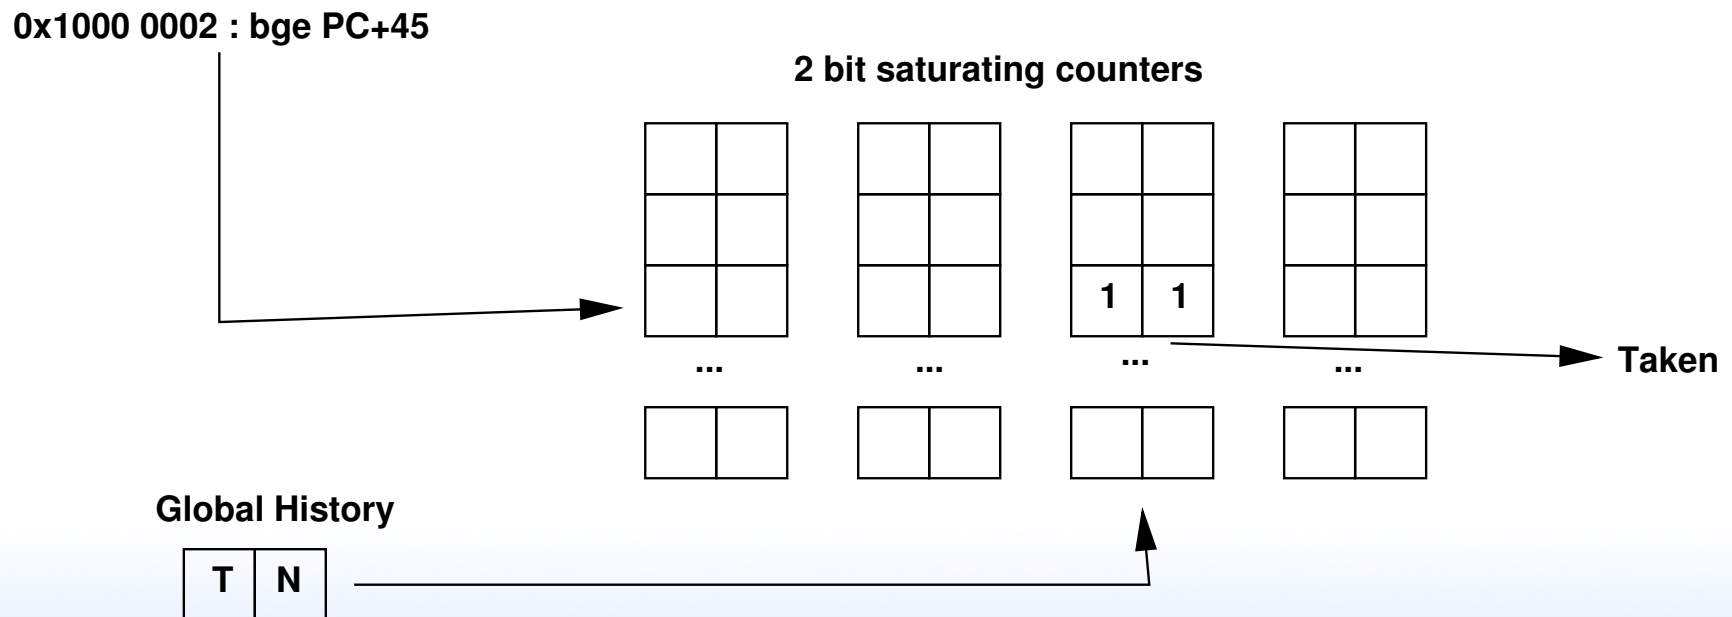 0x1000 0002 : bge PC+45
2 bit saturating counters
1 1
... ... ... ...
Taken
Global History
T N